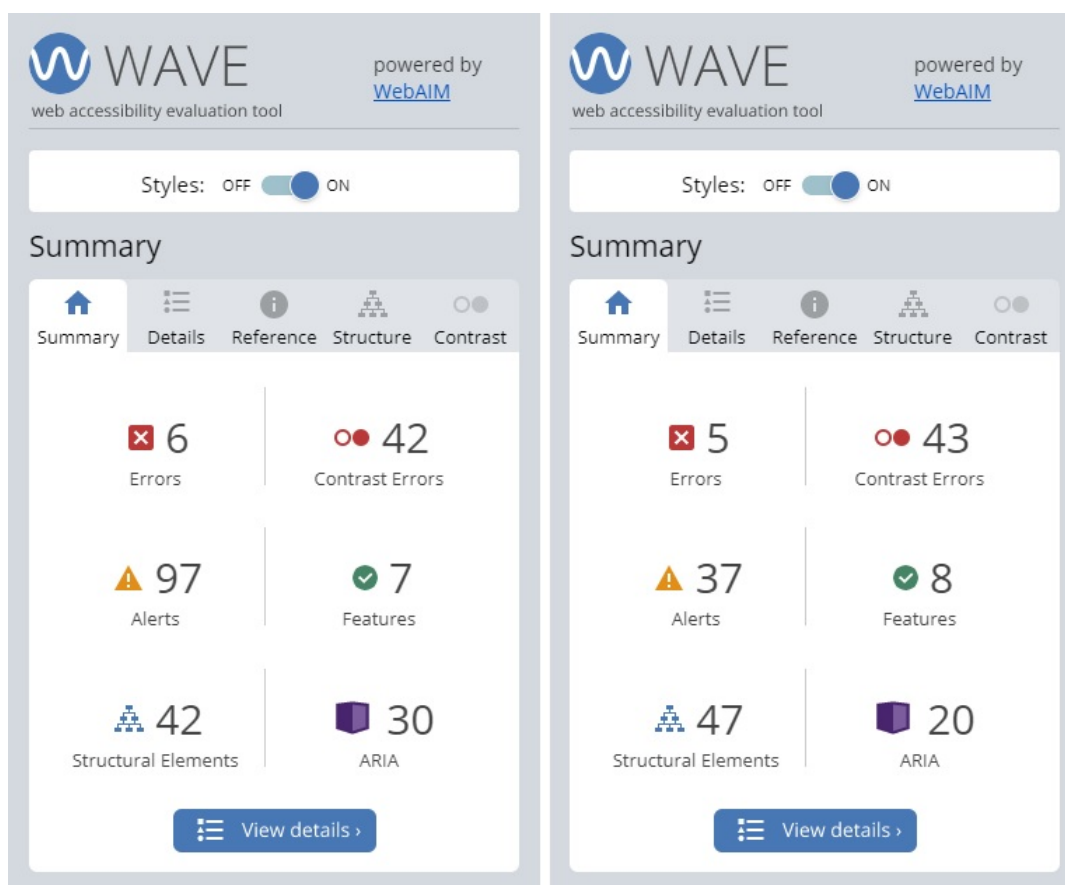 WAVE
powered by
WebAIM
web accessibility evaluation tool
Styles: OFF ON
Summary
Summary Details Reference Structure Contrast
6 42
Errors Contrast Errors
97 7
Alerts Features
42 30
Structural Elements ARIA
View details ›
WAVE
powered by
WebAIM
web accessibility evaluation tool
Styles: OFF ON
Summary
Summary Details Reference Structure Contrast
5 43
Errors Contrast Errors
37 8
Alerts Features
47 20
Structural Elements ARIA
View details ›